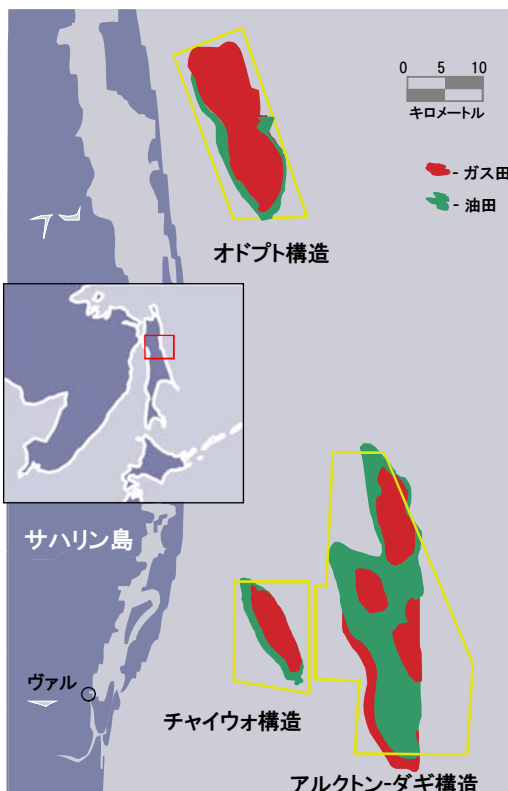 0 5 10
キロメートル
- ガス田
- 油田
オドプト構造
サハリン島
ヴァル
チャイウォ構造
アルクトン-ダギ構造